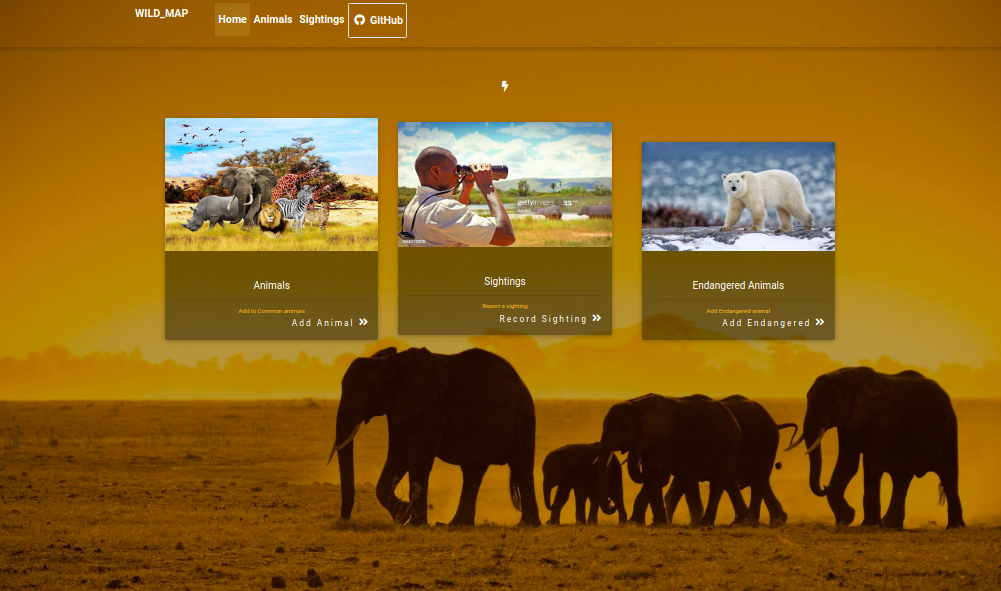 WILD_MAP
Home Animals Sightings GitHub
gettyimages
Animals
Add to Common animals
Add Animal
Sightings
Report a sighting
Record Sighting
Endangered Animals
Add Endangered animal
Add Endangered